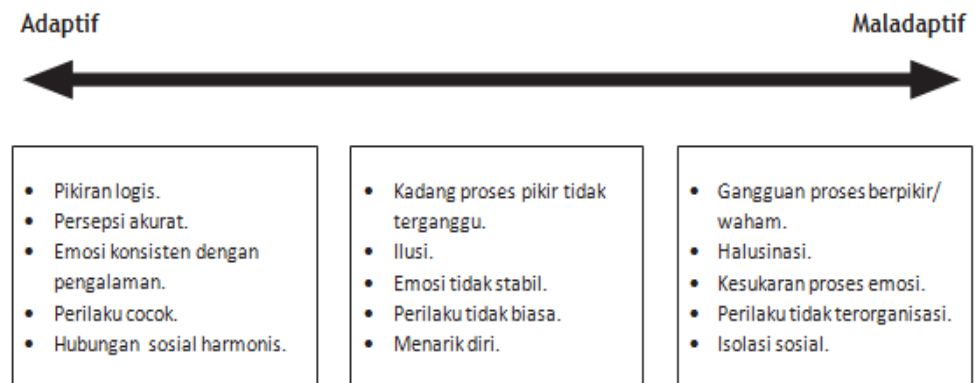 Adaptif
Maladaptif
• Pikiran logis.
• Persepsi akurat.
• Emosi konsisten dengan
pengalaman.
• Perilaku cocok.
• Hubungan sosial harmonis.
• Kadang proses pikir tidak
terganggu.
• Ilusi.
• Emosi tidak stabil.
• Perilaku tidak biasa.
• Menarik diri.
• Gangguan proses berpikir/
waham.
• Halusinasi.
• Kesukaran proses emosi.
• Perilaku tidak terorganisasi.
• Isolasi sosial.